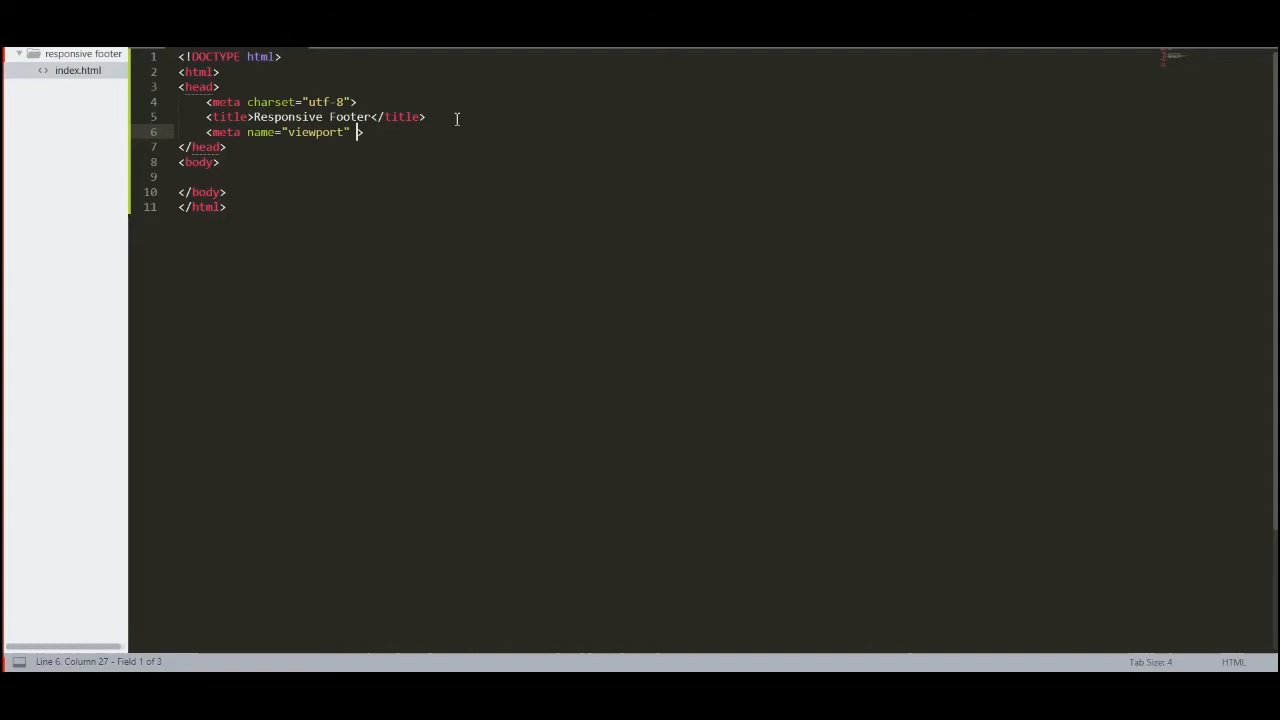 responsive footer
index.html
1 <!DOCTYPE html>
2 <html>
3 <head>
4 <meta charset="utf-8">
5 <title>Responsive Footer</title>
6 <meta name="viewport" >
7 </head>
8 <body>
9
10 </body>
11 </html>
Line 6, Column 27 - Field 1 of 3
Tab Size: 4
HTML